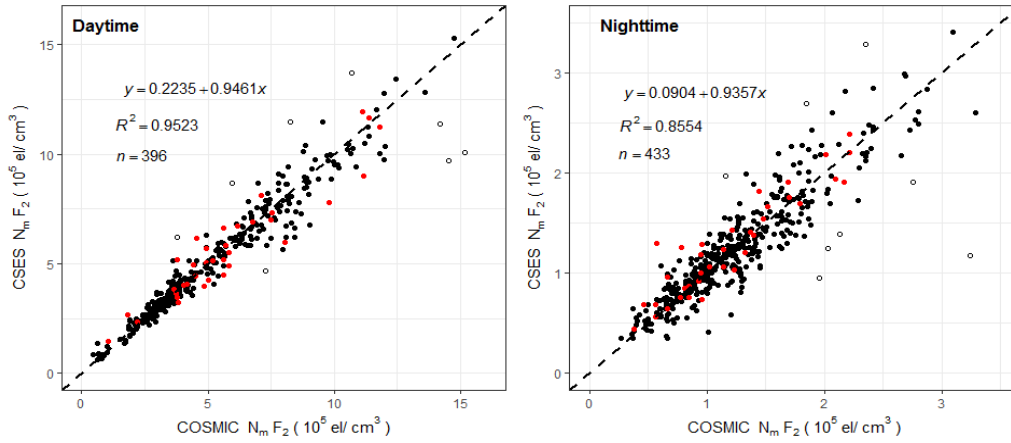 Daytime
y = 0.2235 + 0.9461x
R² = 0.9523
n = 396
15
10
5
0
0 5 10 15
CSES NₘF₂ ( 10⁵ el/ cm³ )
COSMIC NₘF₂ ( 10⁵ el/ cm³ )
Nighttime
y = 0.0904 + 0.9357x
R² = 0.8554
n = 433
3
2
1
0
0 1 2 3
CSES NₘF₂ ( 10⁵ el/ cm³ )
COSMIC NₘF₂ ( 10⁵ el/ cm³ )